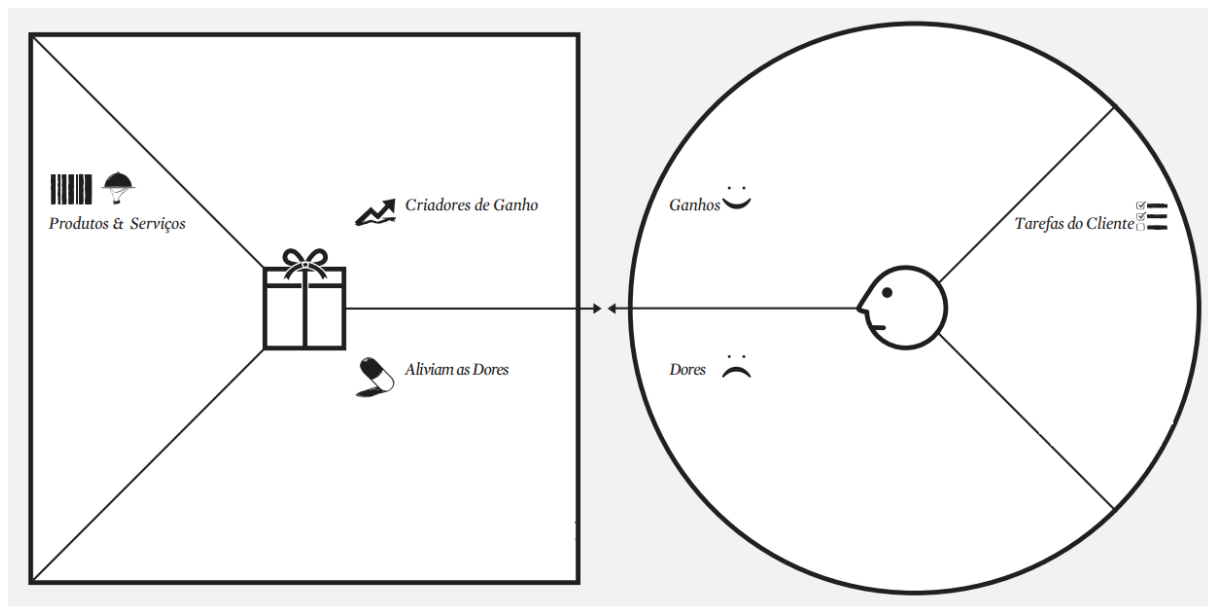 Produtos & Serviços
Criadores de Ganho
Aliviam as Dores
Ganhos
Dores
Tarefas do Cliente